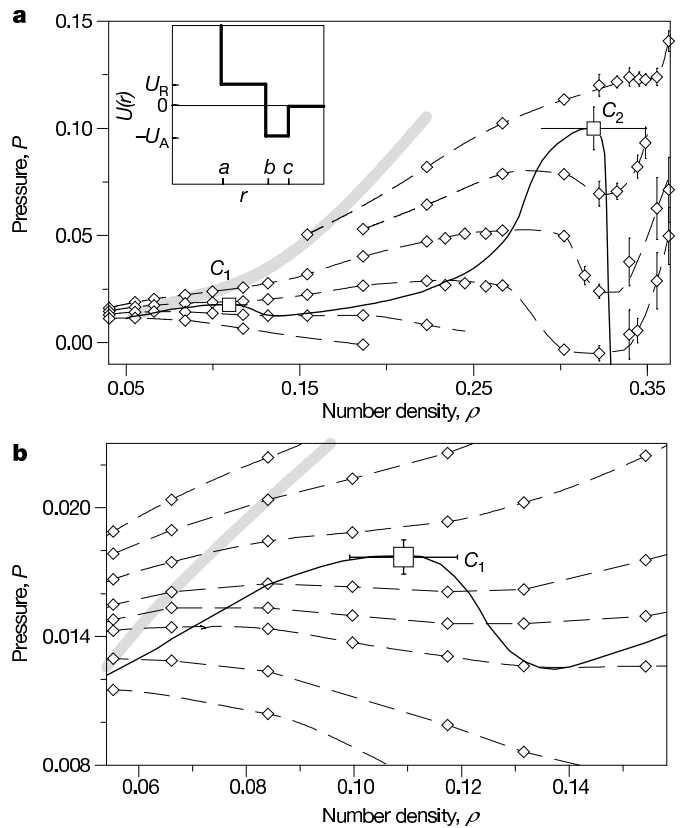 a
0.15
0.10
0.05
0.00
Pressure, P
U(r)
U_R
0
–U_A
a b c
r
C_1
C_2
0.05 0.15 0.25 0.35
Number density, ρ
b
0.020
0.014
0.008
Pressure, P
C_1
0.06 0.08 0.10 0.12 0.14
Number density, ρ